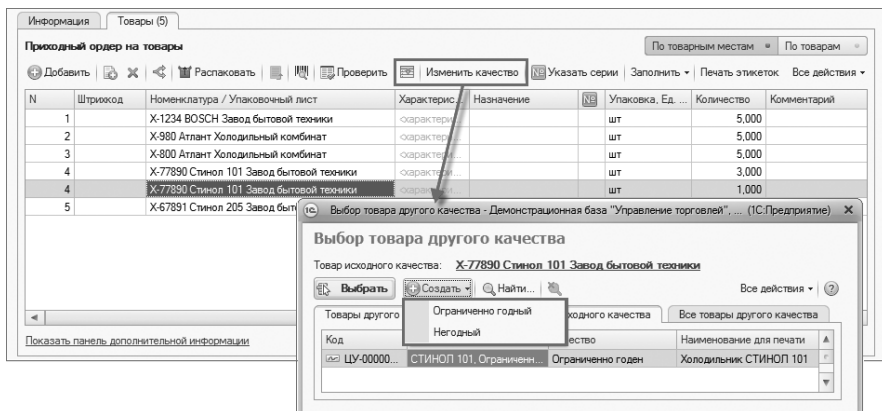 Информация Товары (5)
Приходный ордер на товары По товарным местам По товарам
Добавить Распаковать Проверить Изменить качество № Указать серии Заполнить Печать этикеток Все действия
N Штрихкод Номенклатура / Упаковочный лист Характерис... Назначение № Упаковка, Ед. ... Количество Комментарий
1 X-1234 BOSCH Завод бытовой техники <характери... шт 5,000
2 X-980 Атлант Холодильный комбинат <характери... шт 5,000
3 X-800 Атлант Холодильный комбинат <характери... шт 5,000
4 X-77890 Стинол 101 Завод бытовой техники <характери... шт 3,000
4 X-77890 Стинол 101 Завод бытовой техники <характери... шт 1,000
5 X-67891 Стинол 205 Завод быт
Показать панель дополнительной информации
Выбор товара другого качества - Демонстрационная база "Управление торговлей", ... (1С:Предприятие)
Выбор товара другого качества
Товар исходного качества: X-77890 Стинол 101 Завод бытовой техники
Выбрать Создать Найти... Все действия
Ограниченно годный
Негодный
Товары другого ходного качества Все товары другого качества
Код ество Наименование для печати
ЦУ-00000... СТИНОЛ 101, Ограниченн... Ограниченно годен Холодильник СТИНОЛ 101